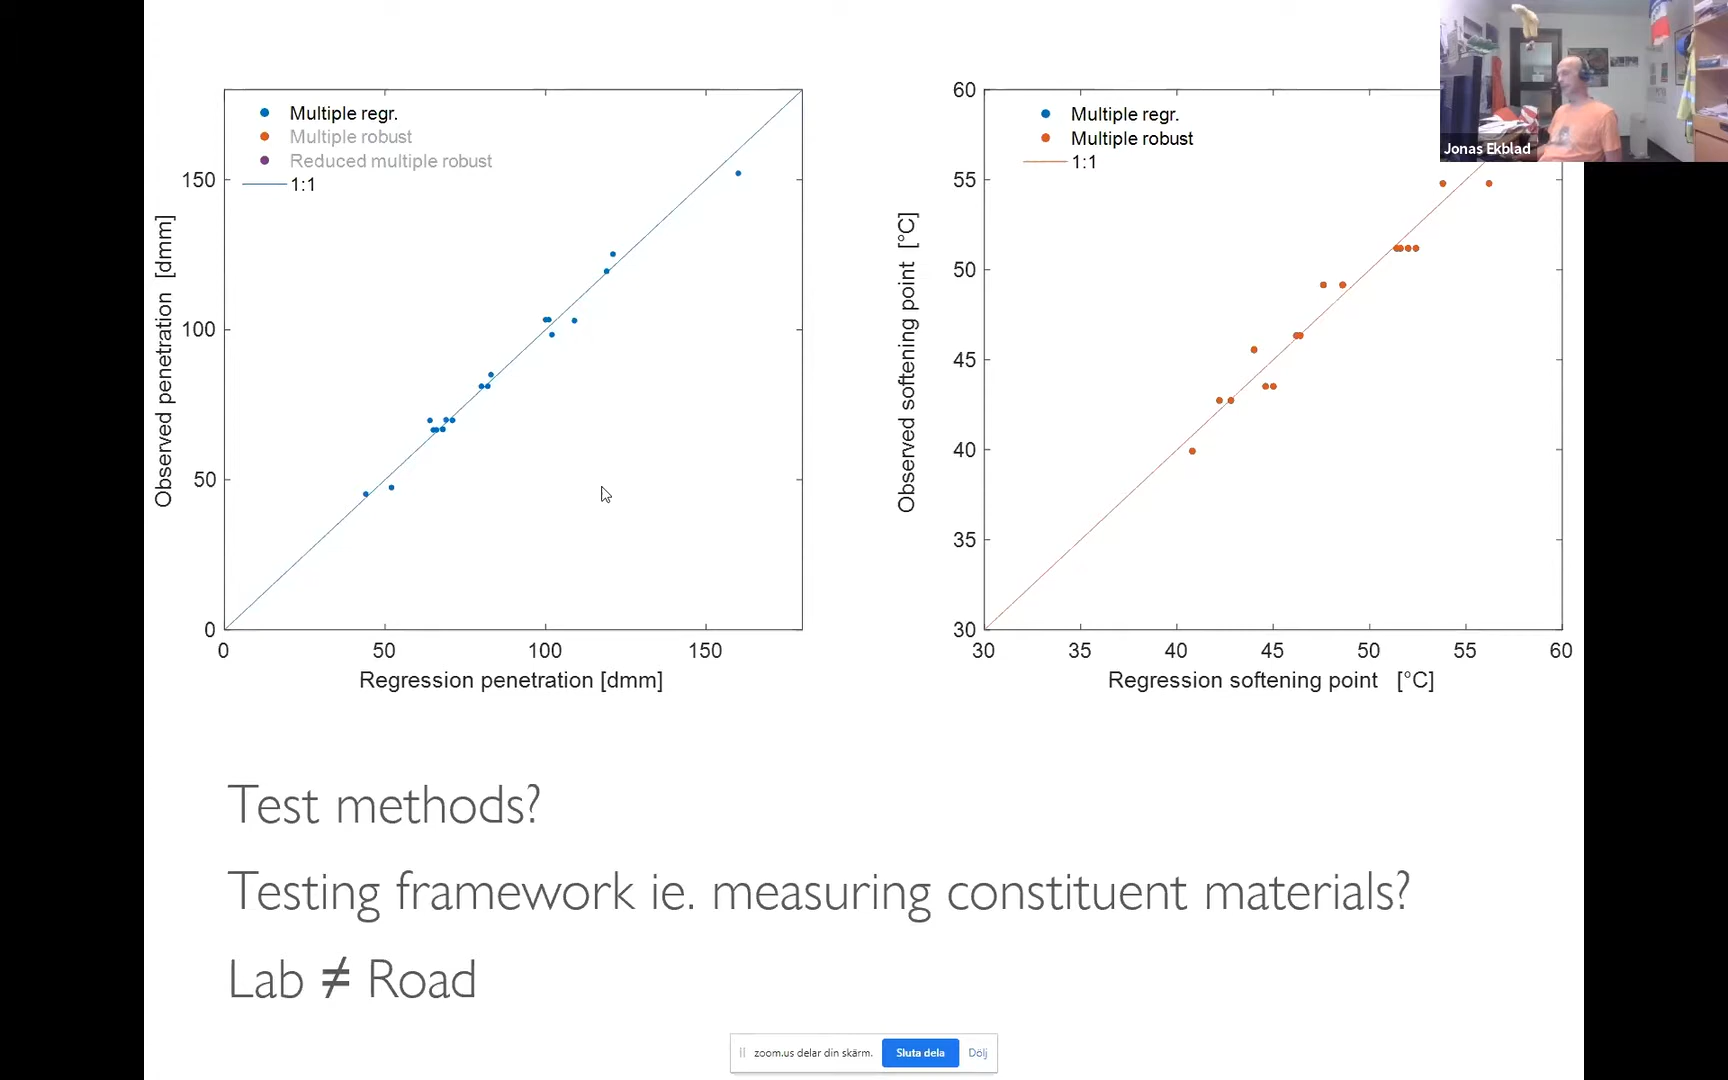 Multiple regr.
Multiple robust
Reduced multiple robust
1:1
150
100
50
0
0 50 100 150
Observed penetration [dmm]
Regression penetration [dmm]
Multiple regr.
Multiple robust
1:1
60
55
50
45
40
35
30
30 35 40 45 50 55 60
Observed softening point [°C]
Regression softening point [°C]
Jonas Ekblad
Test methods?
Testing framework ie. measuring constituent materials?
Lab ≠ Road
zoom.us delar din skärm. Sluta dela Dölj